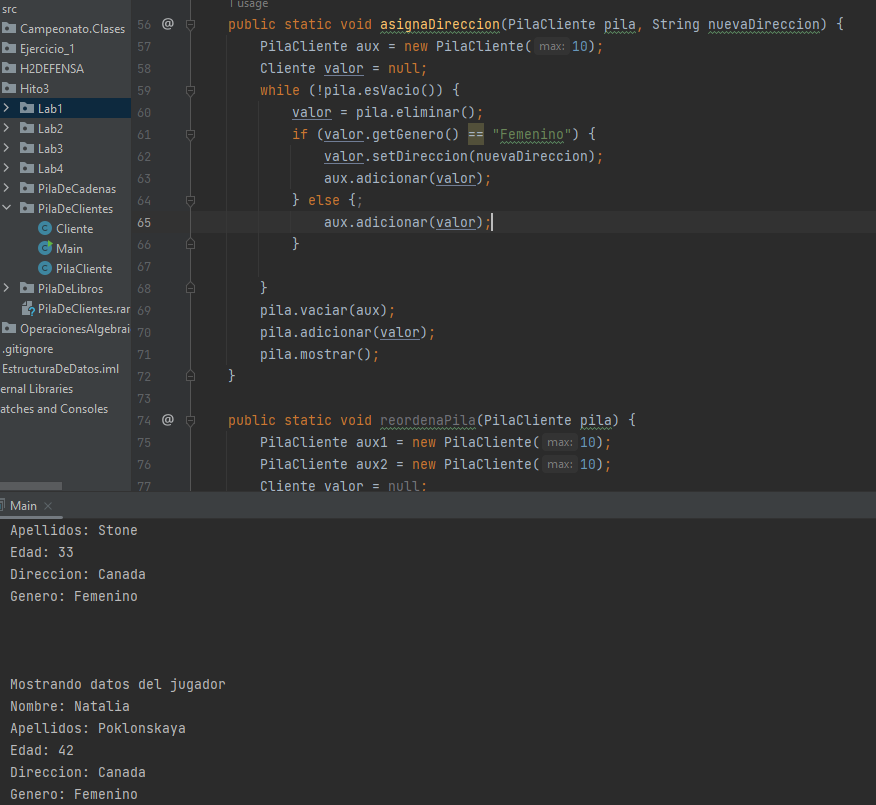 src
Campeonato.Clases
Ejercicio_1
H2DEFENSA
Hito3
Lab1
Lab2
Lab3
Lab4
PilaDeCadenas
PilaDeClientes
Cliente
Main
PilaCliente
PilaDeLibros
PilaDeClientes.rar
OperacionesAlgebrai
.gitignore
EstructuraDeDatos.iml
ernal Libraries
atches and Consoles
1 usage
56 @ public static void asignaDireccion(PilaCliente pila, String nuevaDireccion) {
57 PilaCliente aux = new PilaCliente( max: 10);
58 Cliente valor = null;
59 while (!pila.esVacio()) {
60 valor = pila.eliminar();
61 if (valor.getGenero() == "Femenino") {
62 valor.setDireccion(nuevaDireccion);
63 aux.adicionar(valor);
64 } else {;
65 aux.adicionar(valor);
66 }
67
68 }
69 pila.vaciar(aux);
70 pila.adicionar(valor);
71 pila.mostrar();
72 }
73
74 @ public static void reordenaPila(PilaCliente pila) {
75 PilaCliente aux1 = new PilaCliente( max: 10);
76 PilaCliente aux2 = new PilaCliente( max: 10);
77 Cliente valor = null;
Main ×
Apellidos: Stone
Edad: 33
Direccion: Canada
Genero: Femenino
Mostrando datos del jugador
Nombre: Natalia
Apellidos: Poklonskaya
Edad: 42
Direccion: Canada
Genero: Femenino